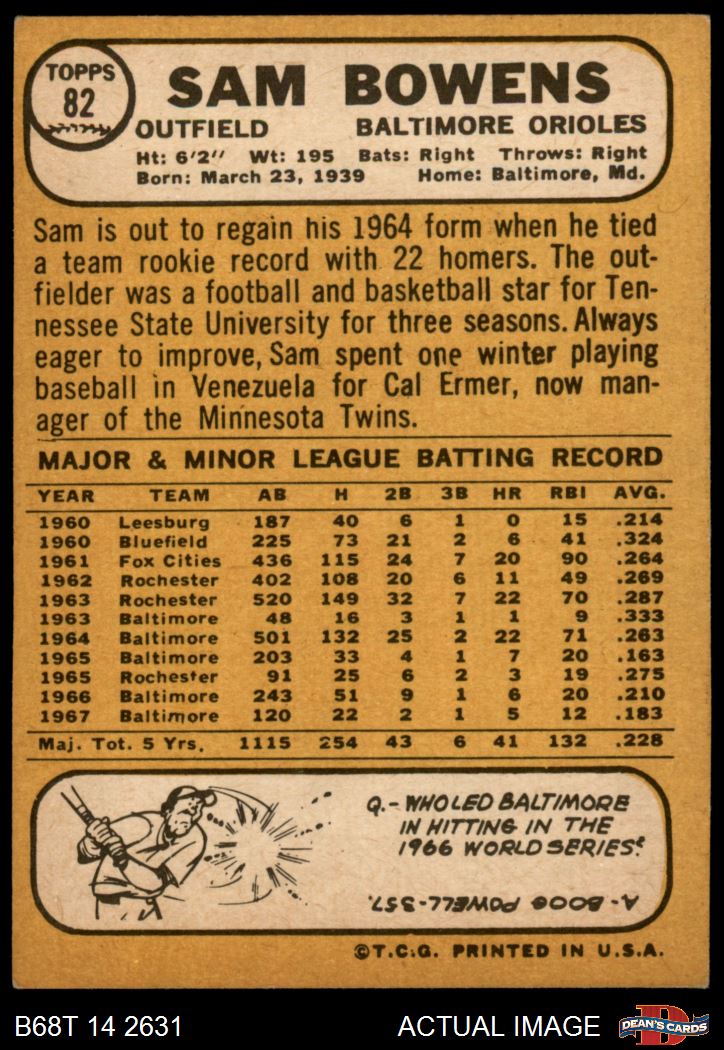 TOPPS
82
SAM BOWENS
OUTFIELD BALTIMORE ORIOLES
Ht: 6'2" Wt: 195 Bats: Right Throws: Right
Born: March 23, 1939 Home: Baltimore, Md.
Sam is out to regain his 1964 form when he tied
a team rookie record with 22 homers. The out-
fielder was a football and basketball star for Ten-
nessee State University for three seasons. Always
eager to improve, Sam spent one winter playing
baseball in Venezuela for Cal Ermer, now man-
ager of the Minnesota Twins.
MAJOR & MINOR LEAGUE BATTING RECORD
YEAR TEAM AB H 2B 3B HR RBI AVG.
1960 Leesburg 187 40 6 1 0 15 .214
1960 Bluefield 225 73 21 2 6 41 .324
1961 Fox Cities 436 115 24 7 20 90 .264
1962 Rochester 402 108 20 6 11 49 .269
1963 Rochester 520 149 32 7 22 70 .287
1963 Baltimore 48 16 3 1 1 9 .333
1964 Baltimore 501 132 25 2 22 71 .263
1965 Baltimore 203 33 4 1 7 20 .163
1965 Rochester 91 25 6 2 3 19 .275
1966 Baltimore 243 51 9 1 6 20 .210
1967 Baltimore 120 22 2 1 5 12 .183
Maj. Tot. 5 Yrs. 1115 254 43 6 41 132 .228
Q.- WHO LED BALTIMORE
IN HITTING IN THE
1966 WORLD SERIES?
A- BOOG POWELL-.357.
©T.C.G. PRINTED IN U.S.A.
B68T 14 2631 ACTUAL IMAGE D DEAN'S CARDS